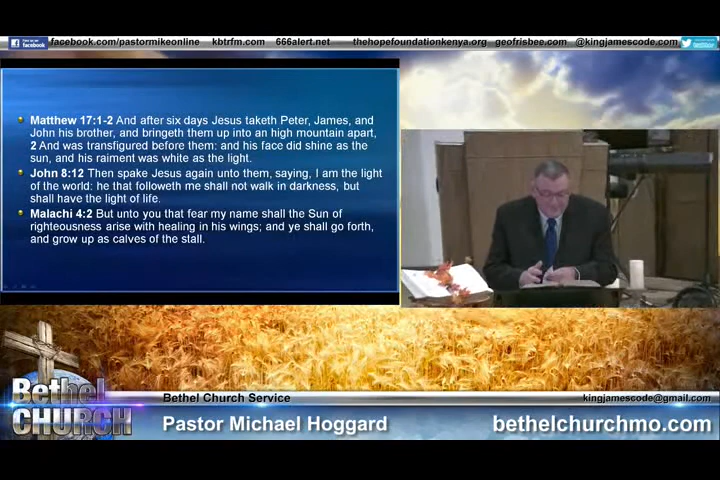 Find us on facebook facebook.com/pastormikeonline kbtrfm.com 666alert.net thehopefoundationkenya.org geofrisbee.com @kingjamescode.com
Matthew 17:1-2 And after six days Jesus taketh Peter, James, and
John his brother, and bringeth them up into an high mountain apart,
2 And was transfigured before them: and his face did shine as the
sun, and his raiment was white as the light.
John 8:12 Then spake Jesus again unto them, saying, I am the light
of the world: he that followeth me shall not walk in darkness, but
shall have the light of life.
Malachi 4:2 But unto you that fear my name shall the Sun of
righteousness arise with healing in his wings; and ye shall go forth,
and grow up as calves of the stall.
Bethel
CHURCH
Bethel Church Service kingjamescode@gmail.com
Pastor Michael Hoggard bethelchurchmo.com